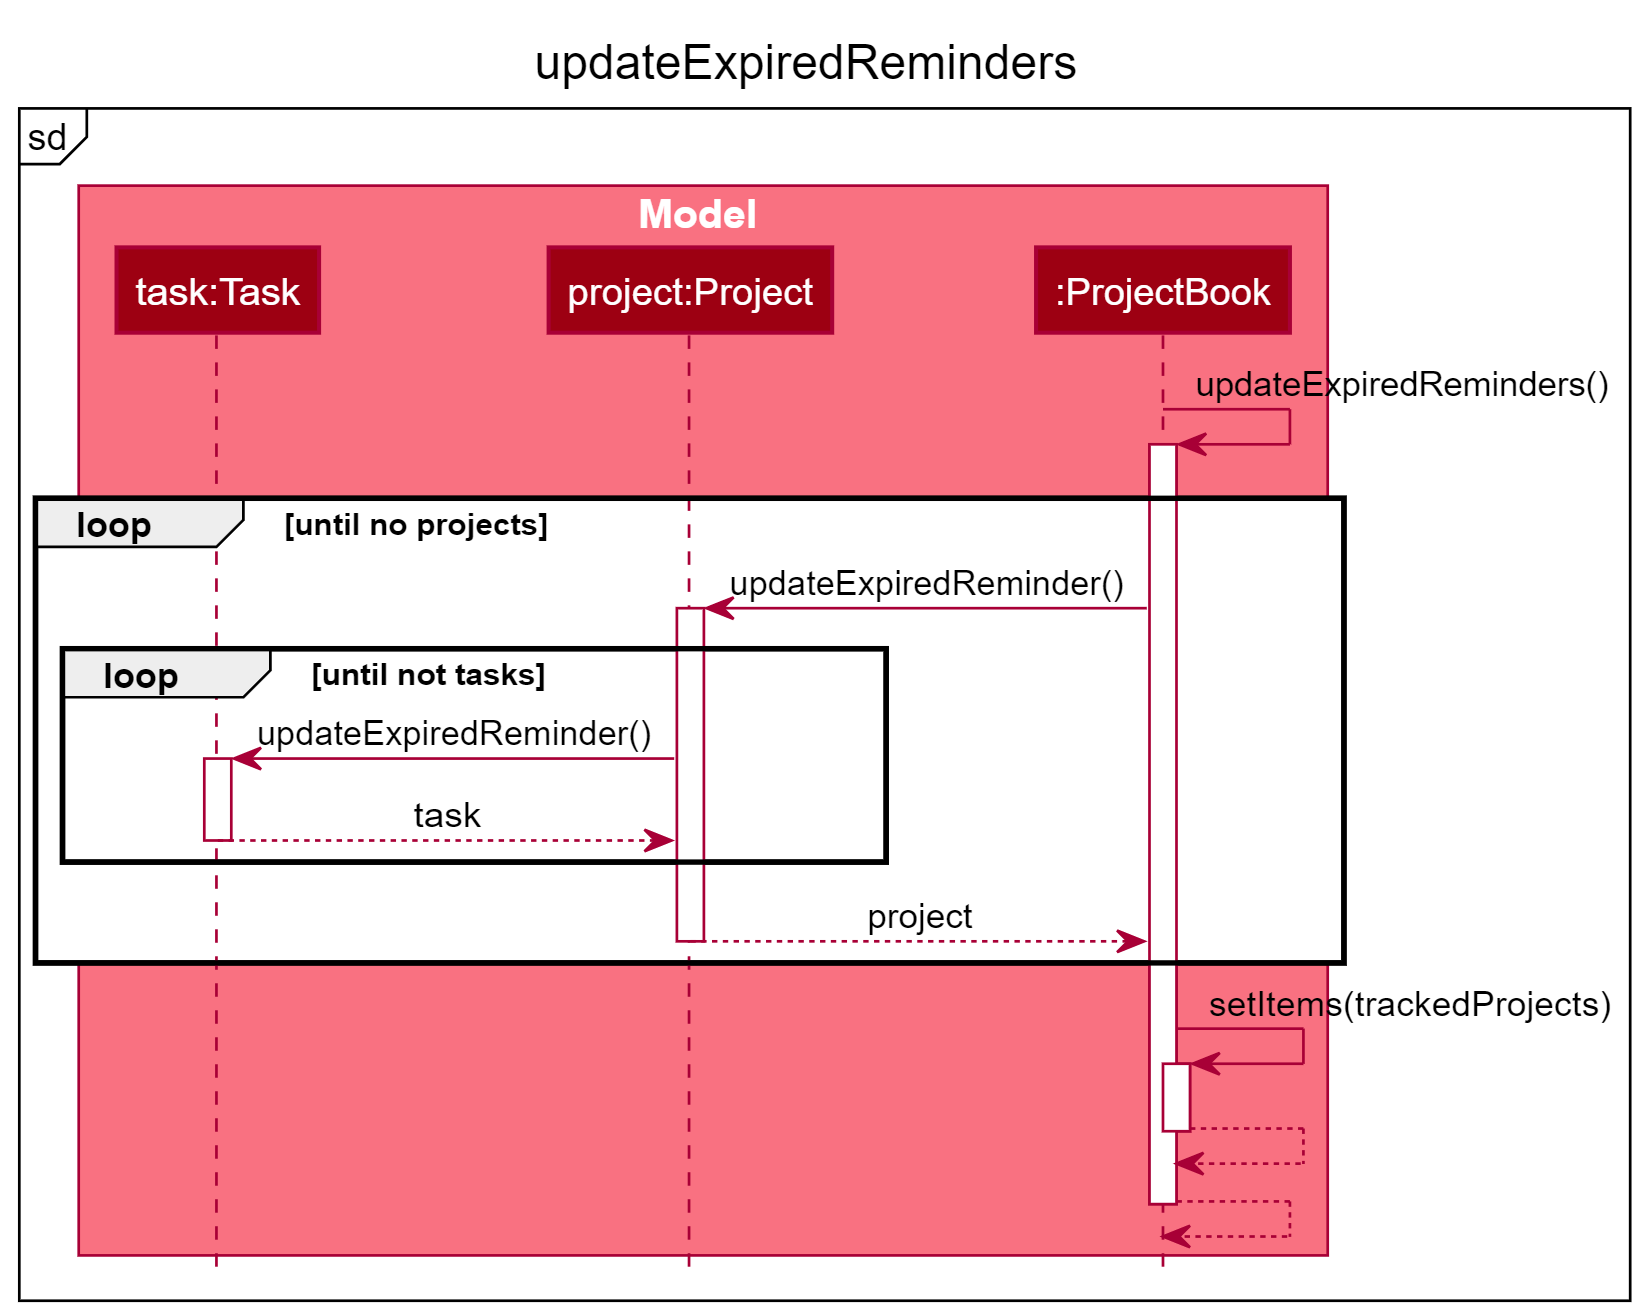 updateExpiredReminders
sd
Model
task:Task
project:Project
:ProjectBook
updateExpiredReminders()
loop
[until no projects]
updateExpiredReminder()
loop
[until not tasks]
updateExpiredReminder()
task
project
setItems(trackedProjects)